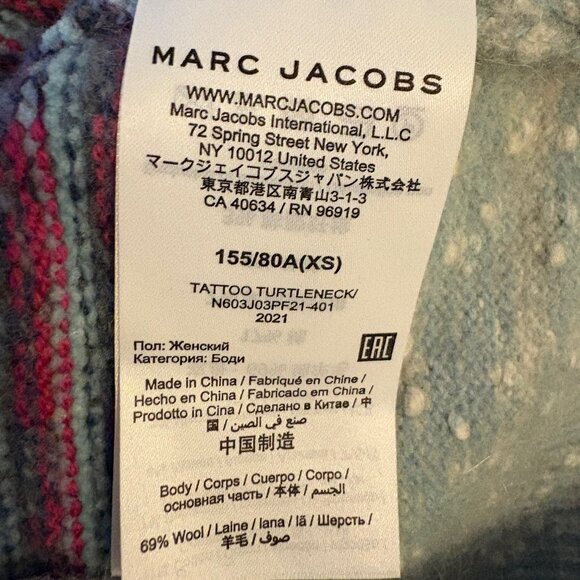 MARC JACOBS
WWW.MARCJACOBS.COM
Marc Jacobs International, L.L.C
72 Spring Street New York,
NY 10012 United States
マークジェイコブスジャパン株式会社
東京都港区南青山3-1-3
CA 40634 / RN 96919
155/80A(XS)
TATTOO TURTLENECK/
N603J03PF21-401
2021
Пол: Женский
Категория: Боди
EAC
Made in China / Fabriqué en Chine /
Hecho en China / Fabricado em China /
Prodotto in Cina / Сделано в Китае / 中
国 / صنع في الصين /
中国制造
Body / Corps / Cuerpo / Corpo /
основная часть / 本体 / الجسم
69% Wool / Laine / lana / lã / Шерсть /
羊毛 / صوف